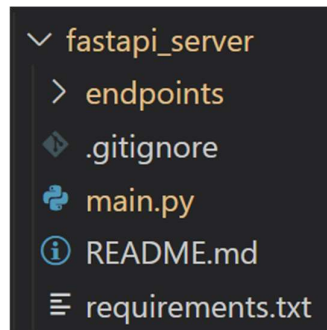 fastapi_server
endpoints
.gitignore
main.py
README.md
requirements.txt